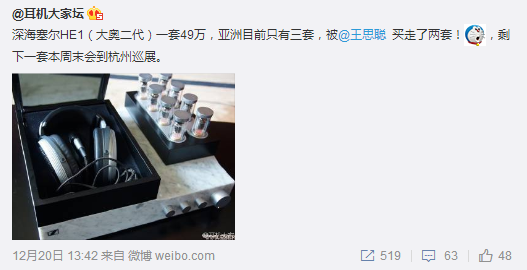 @耳机大家坛
深海塞尔HE1（大奥二代）一套49万，亚洲目前只有三套，被@王思聪 买走了两套！，剩
下一套本周末会到杭州巡展。
12月20日 13:42 来自 微博 weibo.com 519 63 48